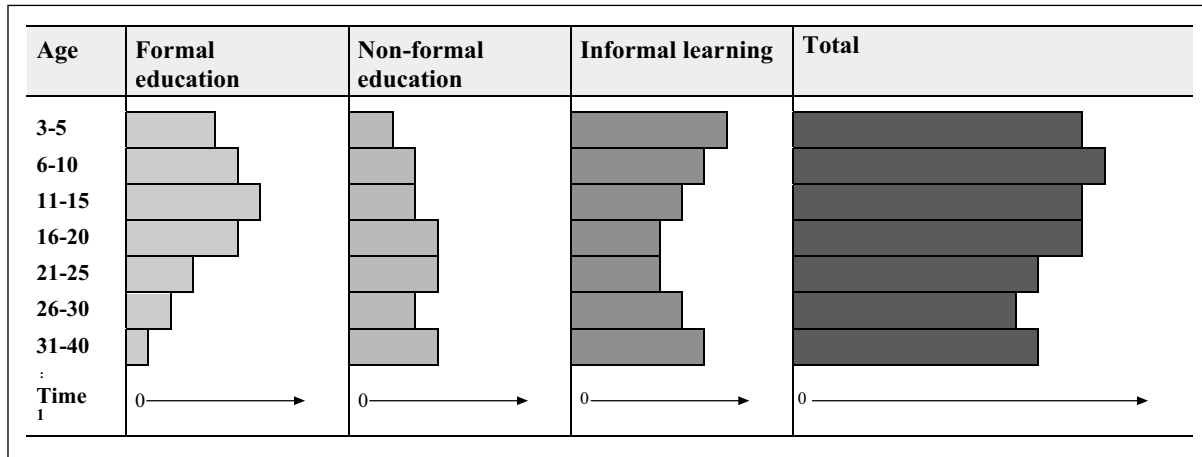 Age
Formal
education
Non-formal
education
Informal learning
Total
3-5
6-10
11-15
16-20
21-25
26-30
31-40
:
Time
1
0
0
0
0